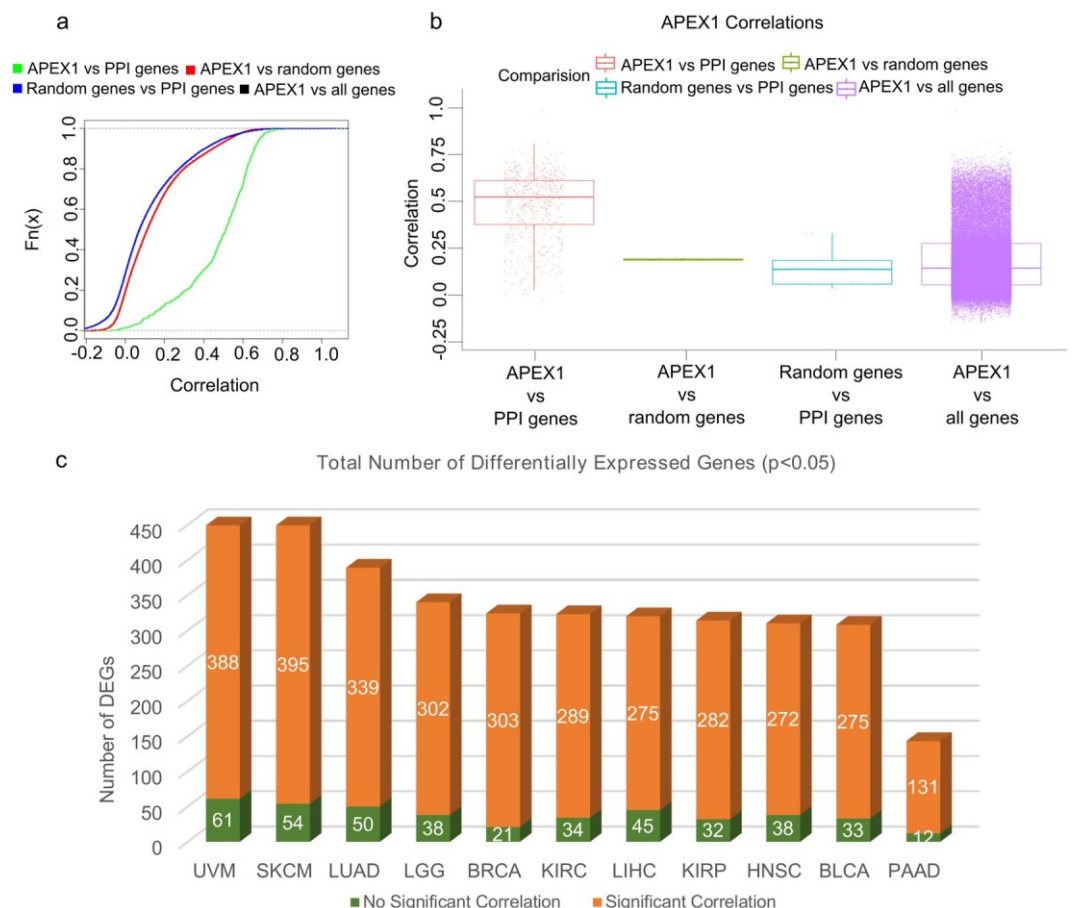 a
APEX1 vs PPI genes APEX1 vs random genes
Random genes vs PPI genes APEX1 vs all genes
Fn(x)
1.0
0.8
0.6
0.4
0.2
0.0
-0.2 0.0 0.2 0.4 0.6 0.8 1.0
Correlation
b
APEX1 Correlations
Comparision
APEX1 vs PPI genes APEX1 vs random genes
Random genes vs PPI genes APEX1 vs all genes
Correlation
0.75
0.5
0.25
0.0
-0.25
APEX1
vs
PPI genes
APEX1
vs
random genes
Random genes
vs
PPI genes
APEX1
vs
all genes
c
Total Number of Differentially Expressed Genes (p<0.05)
Number of DEGs
450
400
350
300
250
200
150
100
50
0
388 395 339 302 303 289 275 282 272 275 131
61 54 50 38 21 34 45 32 38 33 12
UVM SKCM LUAD LGG BRCA KIRC LIHC KIRP HNSC BLCA PAAD
No Significant Correlation Significant Correlation